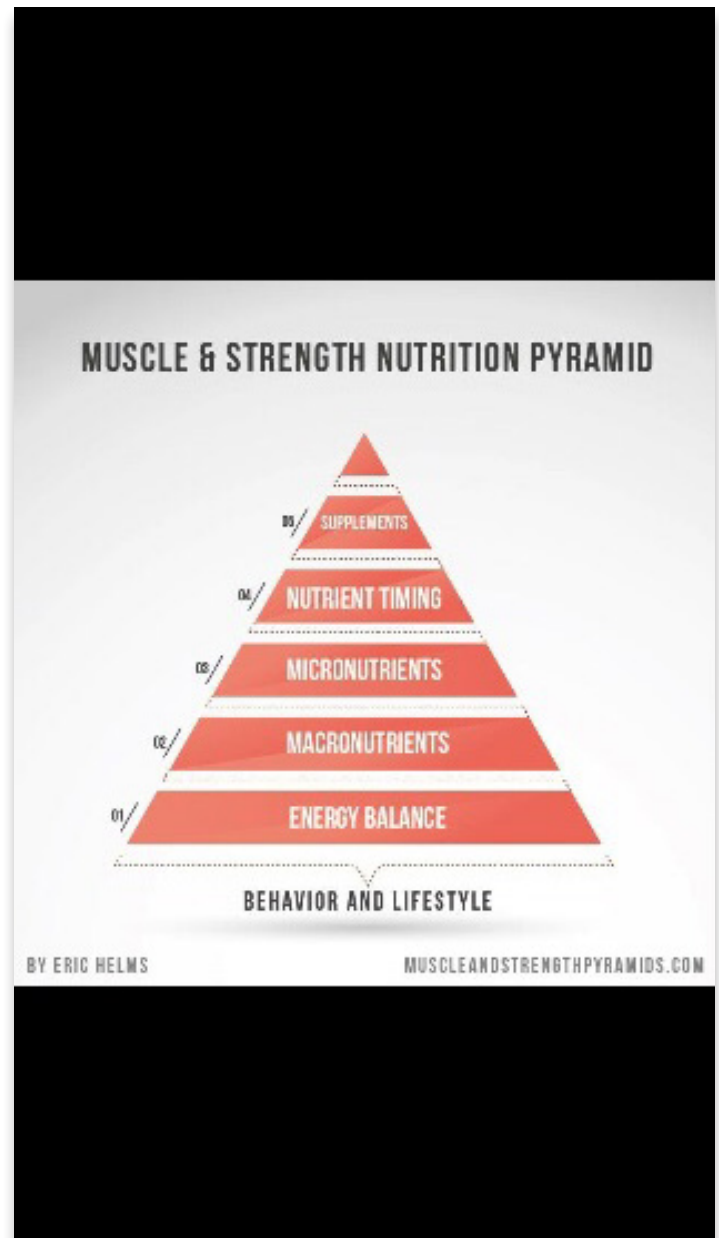 MUSCLE & STRENGTH NUTRITION PYRAMID
05/ SUPPLEMENTS
04/ NUTRIENT TIMING
03/ MICRONUTRIENTS
02/ MACRONUTRIENTS
01/ ENERGY BALANCE
BEHAVIOR AND LIFESTYLE
BY ERIC HELMS MUSCLEANDSTRENGTHPYRAMIDS.COM